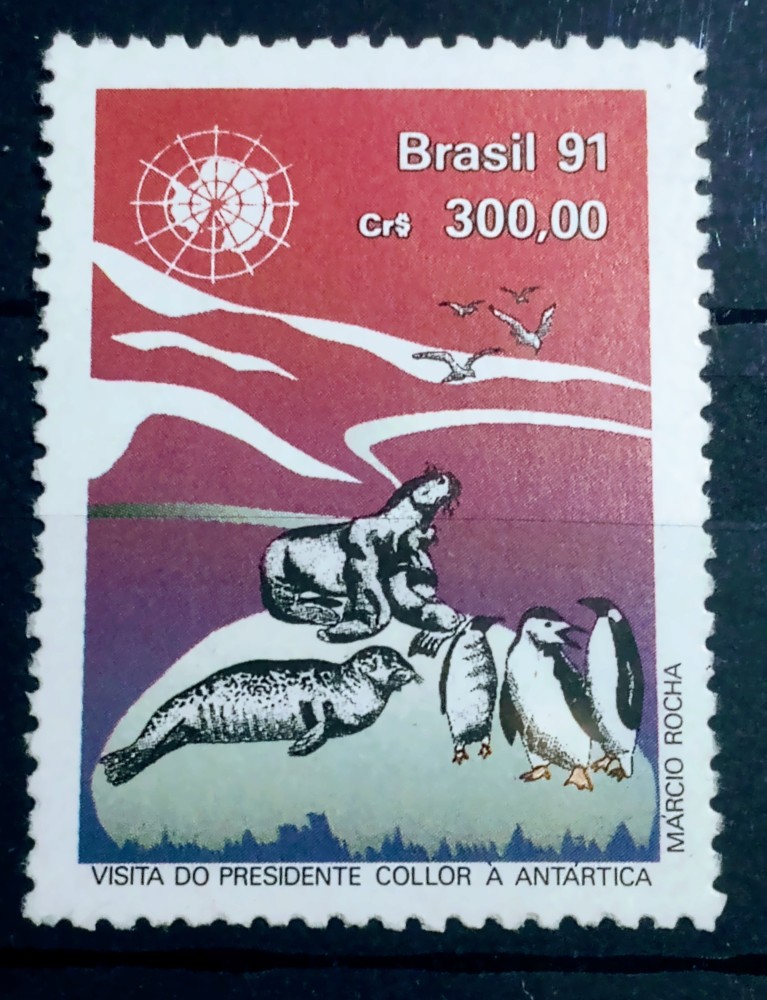 Brasil 91
Cr$ 300,00
MÁRCIO ROCHA
VISITA DO PRESIDENTE COLLOR À ANTÁRTICA